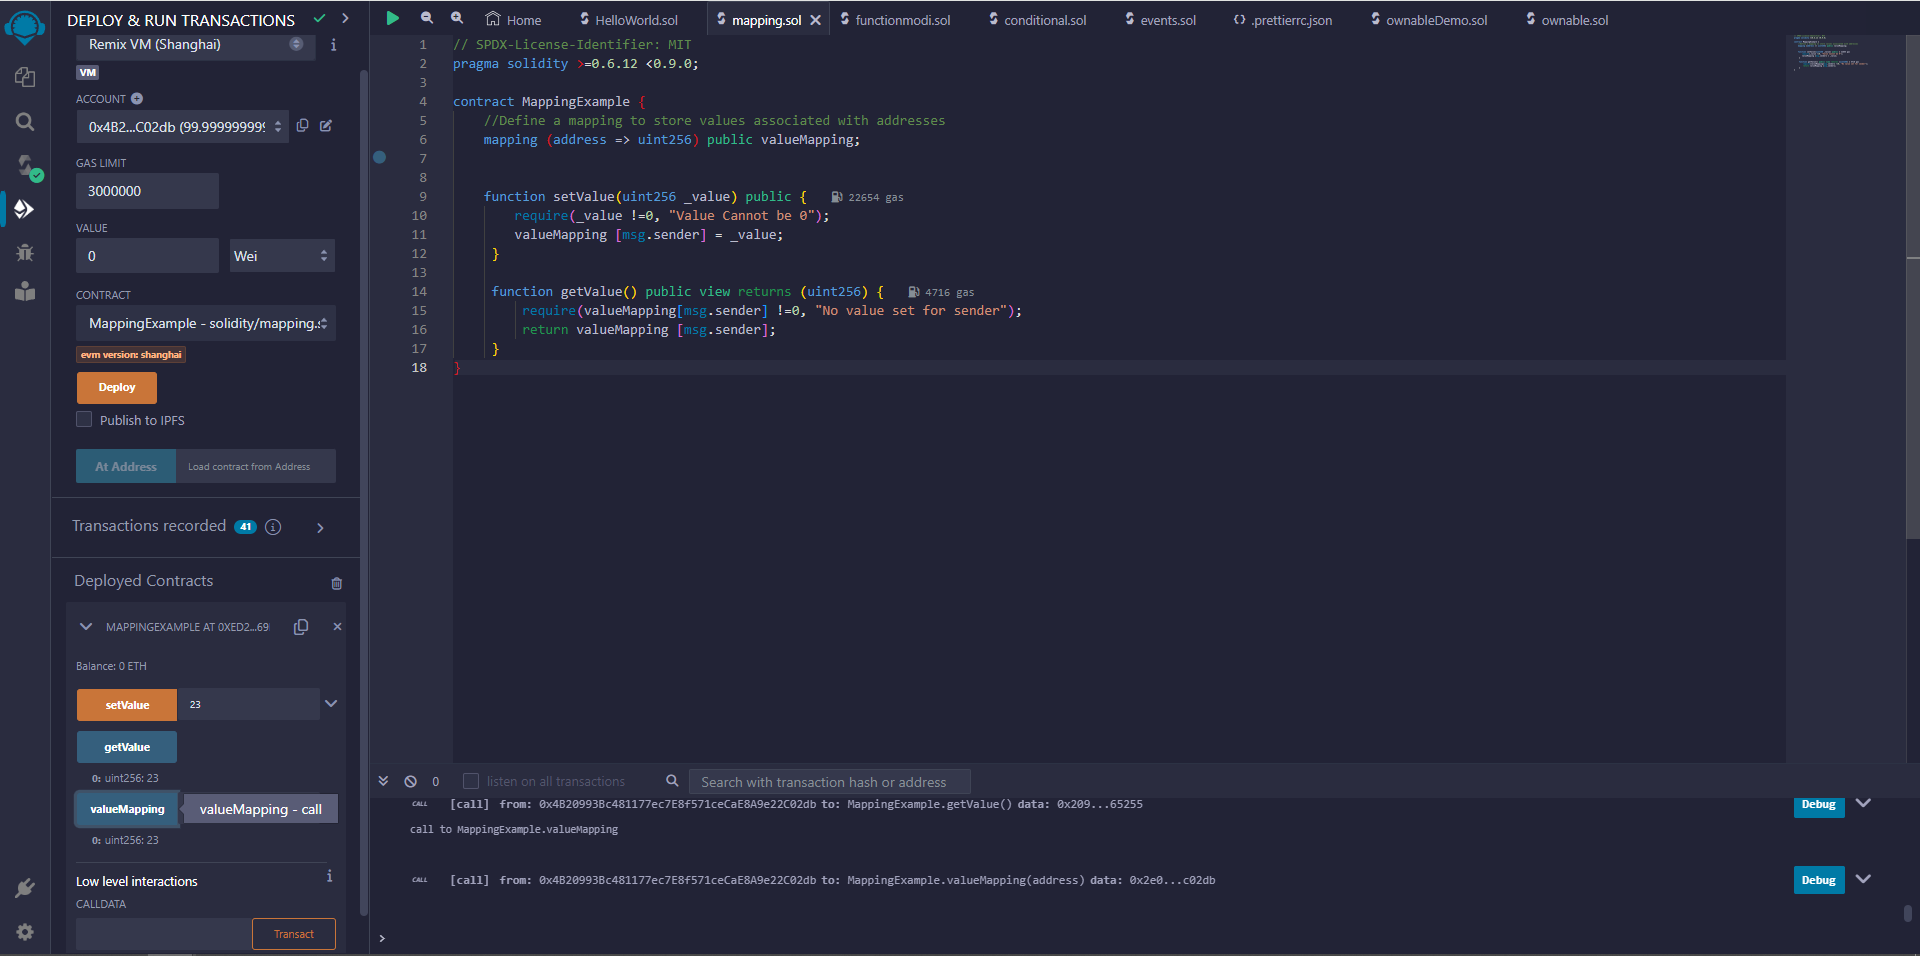 DEPLOY & RUN TRANSACTIONS
Remix VM (Shanghai)
VM
ACCOUNT
0x4B2...C02db (99.999999999
GAS LIMIT
3000000
VALUE
0
Wei
CONTRACT
MappingExample - solidity/mapping.s
evm version: shanghai
Deploy
Publish to IPFS
At Address
Load contract from Address
Transactions recorded 41
Deployed Contracts
MAPPINGEXAMPLE AT 0XED2...69
Balance: 0 ETH
setValue
23
getValue
0: uint256: 23
valueMapping
valueMapping - call
0: uint256: 23
Low level interactions
CALLDATA
Transact
Home
HelloWorld.sol
mapping.sol
functionmodi.sol
conditional.sol
events.sol
.prettierrc.json
ownableDemo.sol
ownable.sol
1 // SPDX-License-Identifier: MIT
2 pragma solidity >=0.6.12 <0.9.0;
3
4 contract MappingExample {
5 //Define a mapping to store values associated with addresses
6 mapping (address => uint256) public valueMapping;
7
8
9 function setValue(uint256 _value) public { 22654 gas
10 require(_value !=0, "Value Cannot be 0");
11 valueMapping [msg.sender] = _value;
12 }
13
14 function getValue() public view returns (uint256) { 4716 gas
15 require(valueMapping[msg.sender] !=0, "No value set for sender");
16 return valueMapping [msg.sender];
17 }
18 }
0
listen on all transactions
Search with transaction hash or address
CALL [call] from: 0x4B20993Bc481177ec7E8f571ceCaE8A9e22C02db to: MappingExample.getValue() data: 0x209...65255
Debug
call to MappingExample.valueMapping
CALL [call] from: 0x4B20993Bc481177ec7E8f571ceCaE8A9e22C02db to: MappingExample.valueMapping(address) data: 0x2e0...c02db
Debug
>